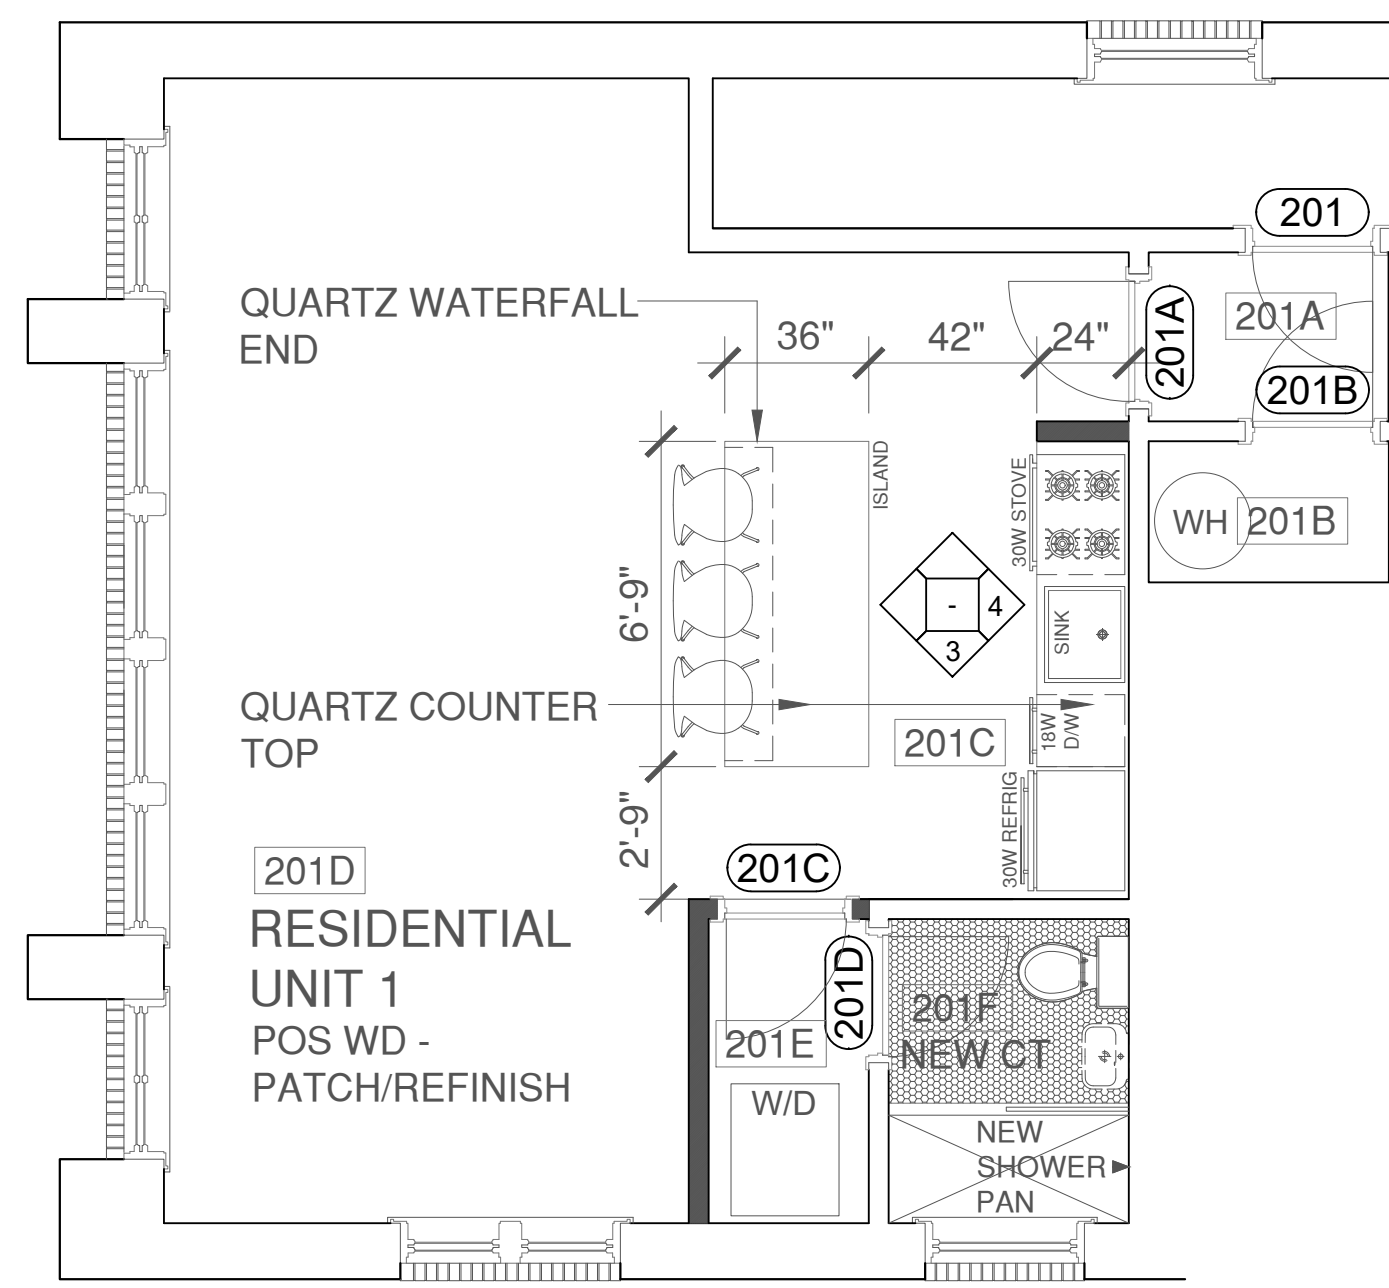 201
QUARTZ WATERFALL
END
36"
42"
24"
201A
201A
201B
ISLAND
30W STOVE
WH
201B
6'-9"
-
4
3
SINK
QUARTZ COUNTER
TOP
201C
18W
D/W
30W REFRIG
2'-9"
201C
201D
RESIDENTIAL
UNIT 1
POS WD -
PATCH/REFINISH
201D
201E
201F
NEW CT
W/D
NEW
SHOWER
PAN